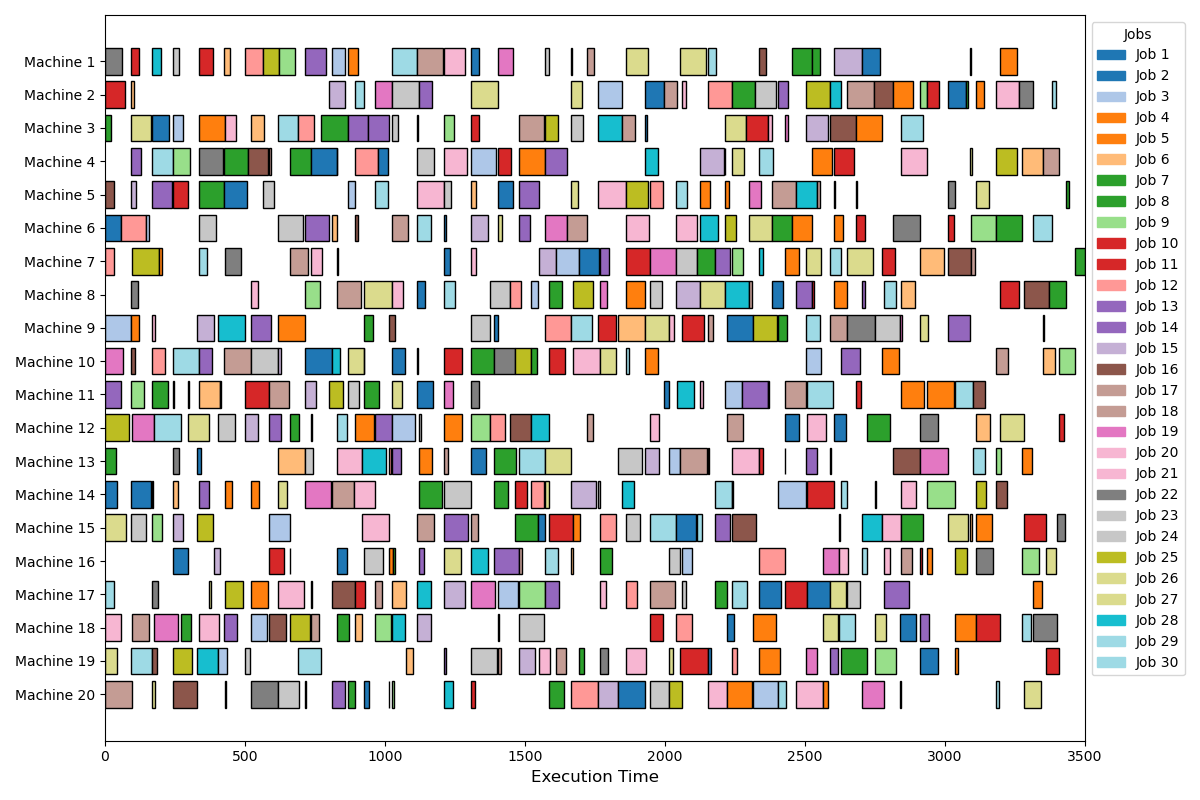 Machine 1
Machine 2
Machine 3
Machine 4
Machine 5
Machine 6
Machine 7
Machine 8
Machine 9
Machine 10
Machine 11
Machine 12
Machine 13
Machine 14
Machine 15
Machine 16
Machine 17
Machine 18
Machine 19
Machine 20
0 500 1000 1500 2000 2500 3000 3500
Execution Time
Jobs
Job 1
Job 2
Job 3
Job 4
Job 5
Job 6
Job 7
Job 8
Job 9
Job 10
Job 11
Job 12
Job 13
Job 14
Job 15
Job 16
Job 17
Job 18
Job 19
Job 20
Job 21
Job 22
Job 23
Job 24
Job 25
Job 26
Job 27
Job 28
Job 29
Job 30